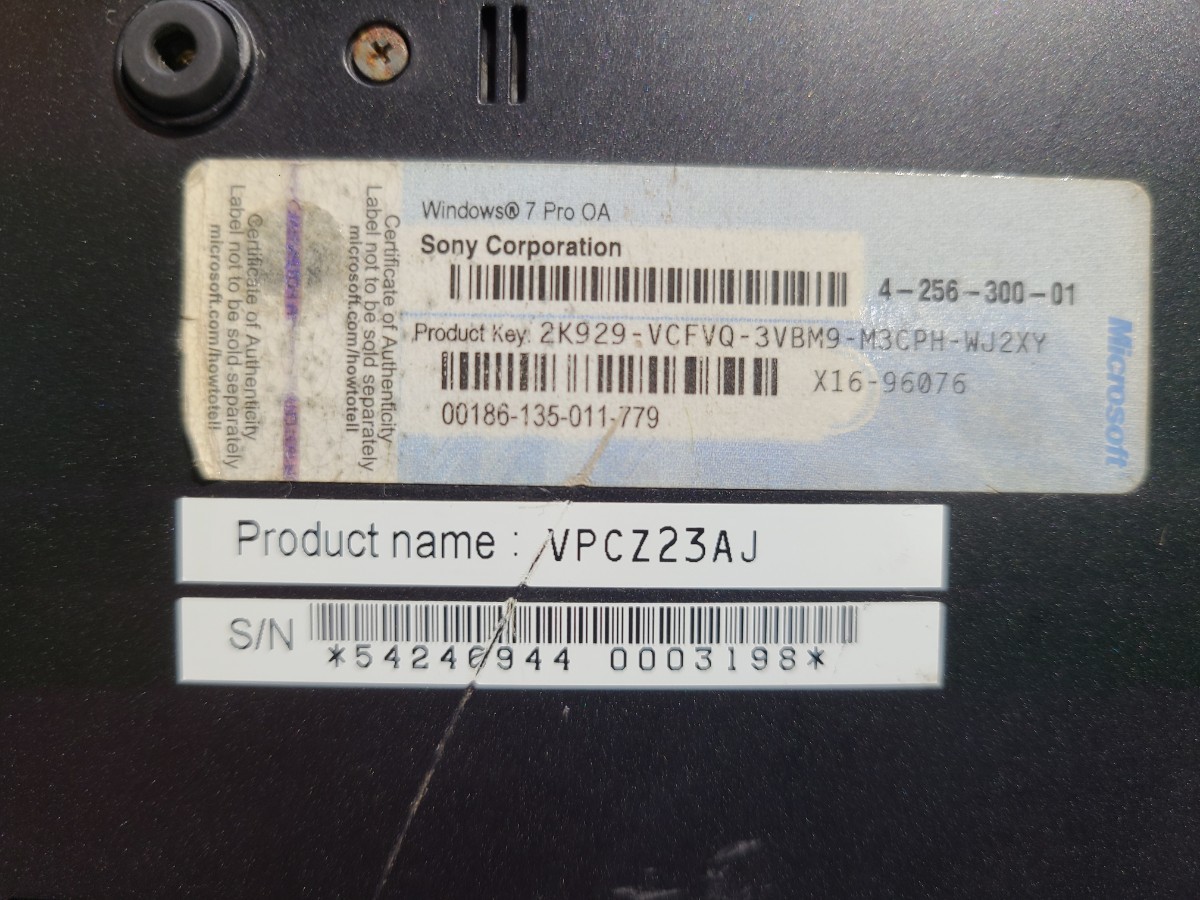 Windows® 7 Pro OA
Sony Corporation
4-256-300-01
Product Key: 2K929-VCFVQ-3VBM9-M3CPH-WJ2XY
X16-96076
00186-135-011-779
Microsoft
Certificate of Authenticity
Label not to be sold separately
microsoft.com/howtotell
Certificate of Authenticity
Label not to be sold separately
microsoft.com/howtotell
Product name : VPCZ23AJ
S/N
*54246944 0003198*